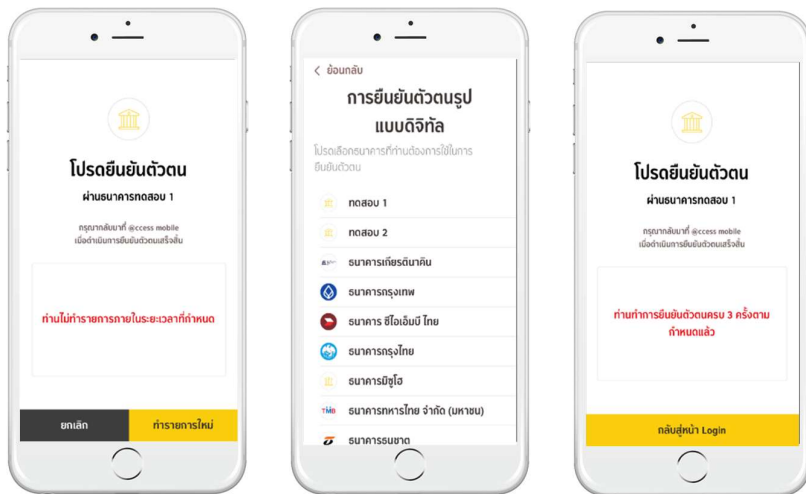 โปรดยืนยันตัวตน
ผ่านธนาคารทดสอบ 1
กรุณากลับมาที่ @ccess mobile
เมื่อดำเนินการยืนยันตัวตนเสร็จสิ้น
ท่านไม่ทำรายการภายในระยะเวลาที่กำหนด
ยกเลิก
ทำรายการใหม่
< ย้อนกลับ
การยืนยันตัวตนรูป
แบบดิจิทัล
โปรดเลือกธนาคารที่ท่านต้องการใช้ในการ
ยืนยันตัวตน
ทดสอบ 1
ทดสอบ 2
ธนาคารเกียรตินาคิน
ธนาคารกรุงเทพ
ธนาคาร ซีไอเอ็มบี ไทย
ธนาคารกรุงไทย
ธนาคารมิซูโฮ
TMB ธนาคารทหารไทย จำกัด (มหาชน)
ธนาคารธนชาต
โปรดยืนยันตัวตน
ผ่านธนาคารทดสอบ 1
กรุณากลับมาที่ @ccess mobile
เมื่อดำเนินการยืนยันตัวตนเสร็จสิ้น
ท่านทำการยืนยันตัวตนครบ 3 ครั้งตาม
กำหนดแล้ว
กลับสู่หน้า Login